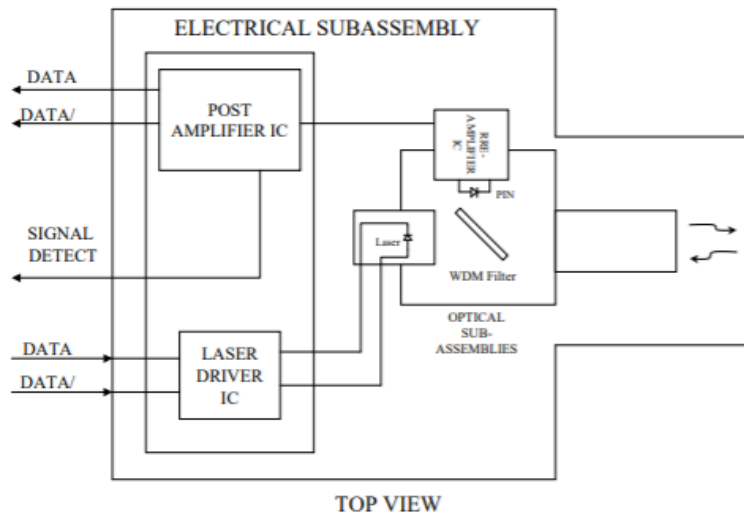 ELECTRICAL SUBASSEMBLY
DATA
DATA/
POST
AMPLIFIER IC
RRE-
AMPLIFIER
IC
PIN
SIGNAL
DETECT
Laser
WDM Filter
OPTICAL
SUB-
ASSEMBLIES
DATA
DATA/
LASER
DRIVER
IC
TOP VIEW